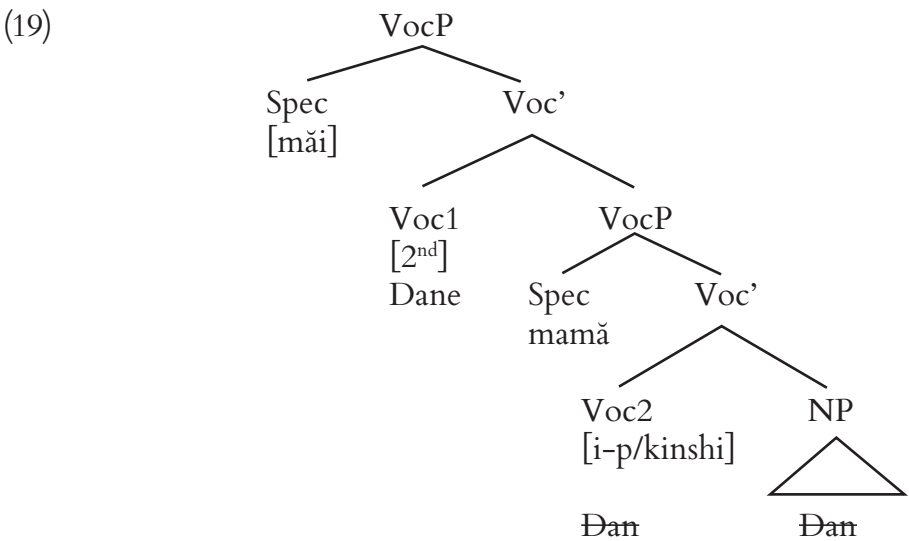 (19) VocP
Spec Voc’
[măi]
Voc1 VocP
[2nd]
Dane Spec Voc’
mamă
Voc2 NP
[i-p/kinshi]
Dan Dan